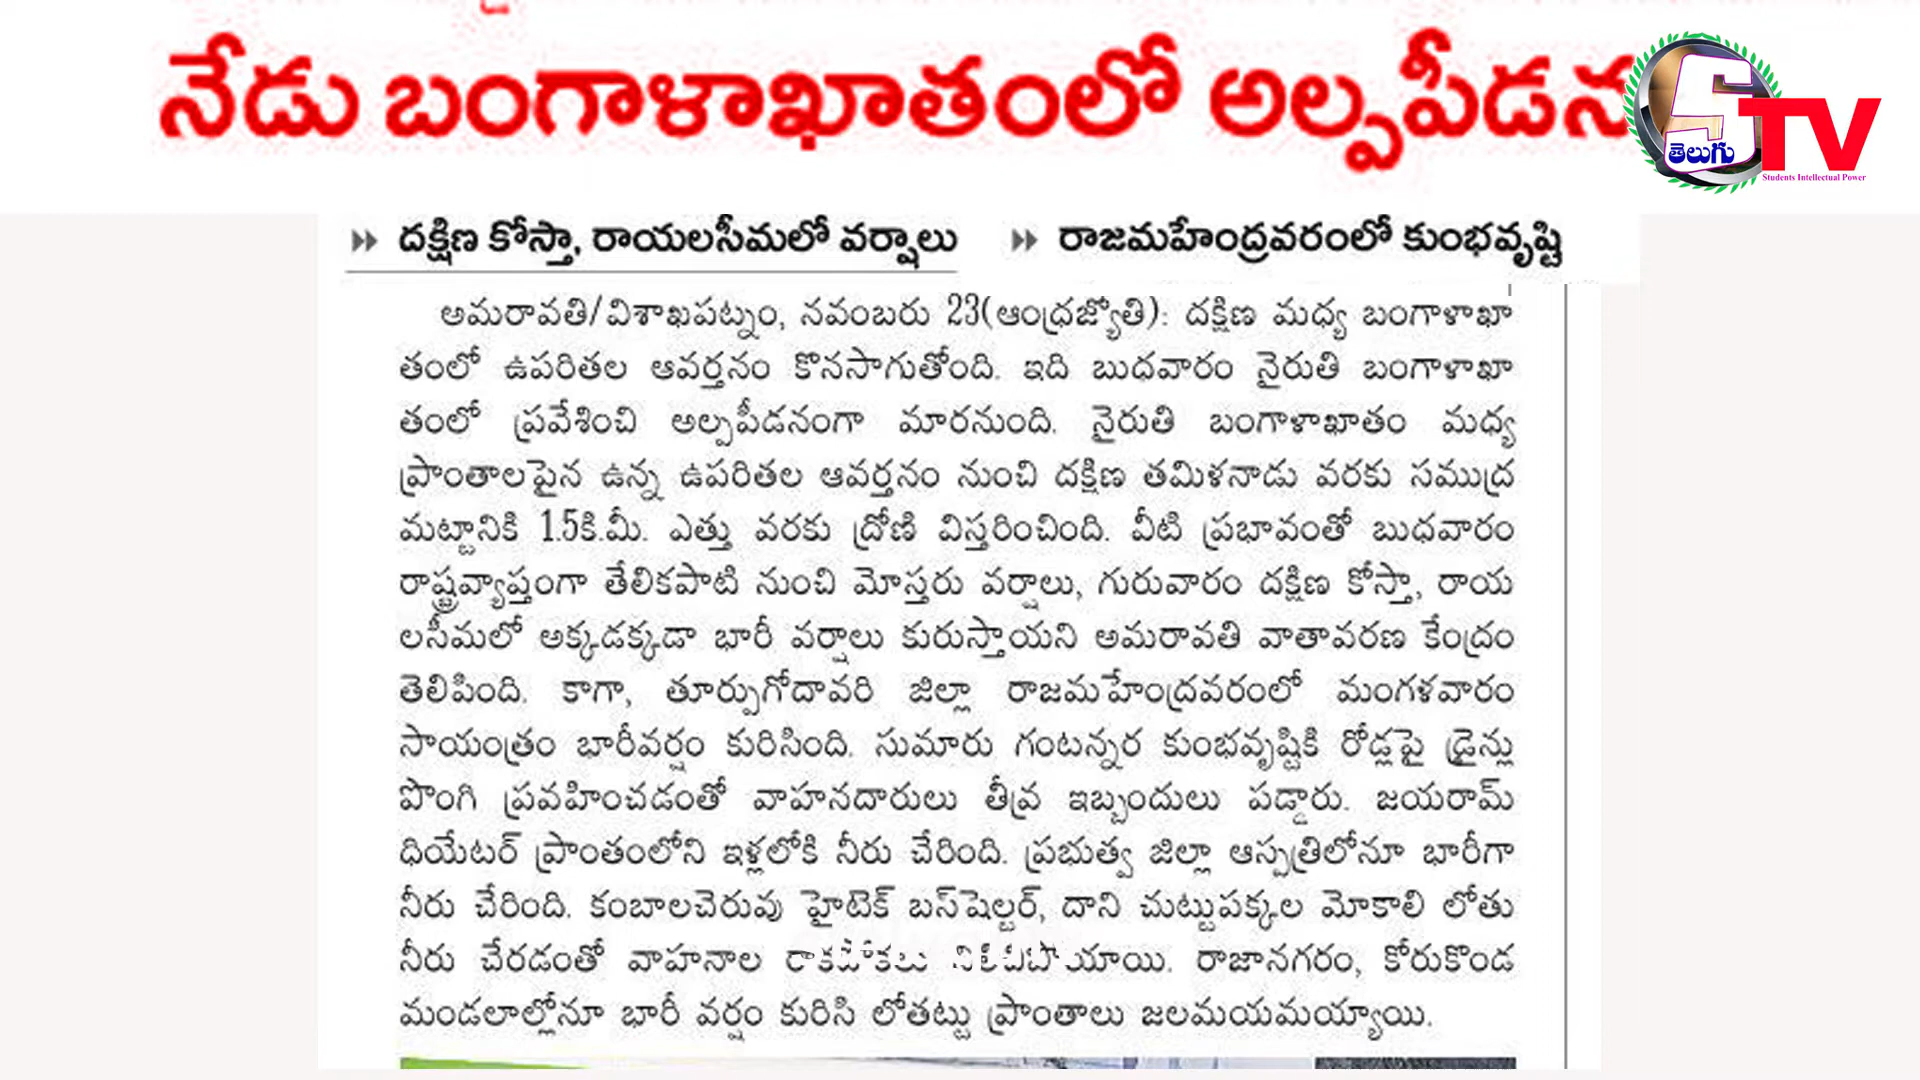 నేడు బంగాళాఖాతంలో అల్పపీడన
S TV
తెలుగు
Students Intellectual Power
దక్షిణ కోస్తా, రాయలసీమలో వర్షాలు
రాజమహేంద్రవరంలో కుంభవృష్టి
అమరావతి/విశాఖపట్నం, నవంబరు 23(ఆంధ్రజ్యోతి): దక్షిణ మధ్య బంగాళాఖా
తంలో ఉపరితల ఆవర్తనం కొనసాగుతోంది. ఇది బుధవారం నైరుతి బంగాళాఖా
తంలో ప్రవేశించి అల్పపీడనంగా మారనుంది. నైరుతి బంగాళాఖాతం మధ్య
ప్రాంతాలపైన ఉన్న ఉపరితల ఆవర్తనం నుంచి దక్షిణ తమిళనాడు వరకు సముద్ర
మట్టానికి 1.5కి.మీ. ఎత్తు వరకు ద్రోణి విస్తరించింది. వీటి ప్రభావంతో బుధవారం
రాష్ట్రవ్యాప్తంగా తేలికపాటి నుంచి మోస్తరు వర్షాలు, గురువారం దక్షిణ కోస్తా, రాయ
లసీమలో అక్కడక్కడా భారీ వర్షాలు కురుస్తాయని అమరావతి వాతావరణ కేంద్రం
తెలిపింది. కాగా, తూర్పుగోదావరి జిల్లా రాజమహేంద్రవరంలో మంగళవారం
సాయంత్రం భారీవర్షం కురిసింది. సుమారు గంటన్నర కుంభవృష్టికి రోడ్లపై డ్రైన్లు
పొంగి ప్రవహించడంతో వాహనదారులు తీవ్ర ఇబ్బందులు పడ్డారు. జయరామ్
థియేటర్ ప్రాంతంలోని ఇళ్లలోకి నీరు చేరింది. ప్రభుత్వ జిల్లా ఆస్పత్రిలోనూ భారీగా
నీరు చేరింది. కంబాలచెరువు హైటెక్ బస్‌షెల్టర్, దాని చుట్టుపక్కల మోకాలి లోతు
నీరు చేరడంతో వాహనాల రాకపోకలు నిలిచిపోయాయి. రాజానగరం, కోరుకొండ
మండలాల్లోనూ భారీ వర్షం కురిసి లోతట్టు ప్రాంతాలు జలమయమయ్యాయి.